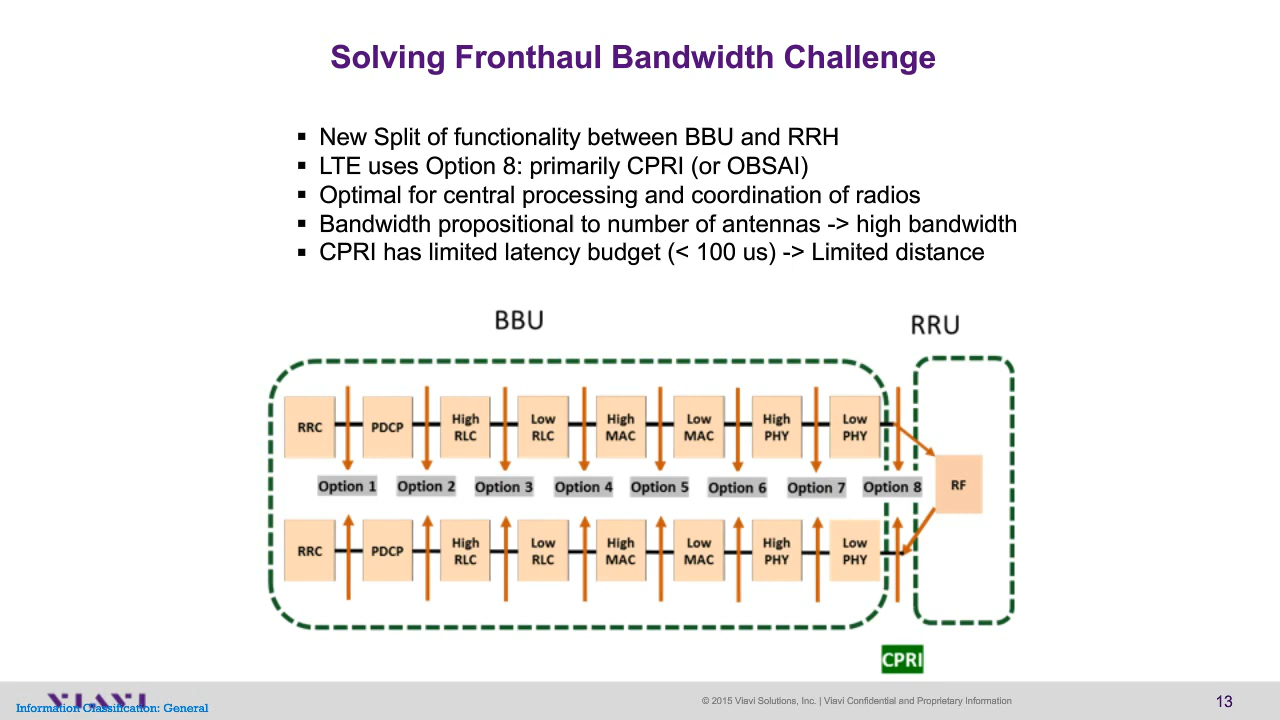 Solving Fronthaul Bandwidth Challenge
▪ New Split of functionality between BBU and RRH
▪ LTE uses Option 8: primarily CPRI (or OBSAI)
▪ Optimal for central processing and coordination of radios
▪ Bandwidth propositional to number of antennas -> high bandwidth
▪ CPRI has limited latency budget (< 100 us) -> Limited distance
BBU
RRU
RRC PDCP High RLC Low RLC High MAC Low MAC High PHY Low PHY
Option 1 Option 2 Option 3 Option 4 Option 5 Option 6 Option 7 Option 8 RF
RRC PDCP High RLC Low RLC High MAC Low MAC High PHY Low PHY
CPRI
VIAVI
Information Classification: General
© 2015 Viavi Solutions, Inc. | Viavi Confidential and Proprietary Information
13